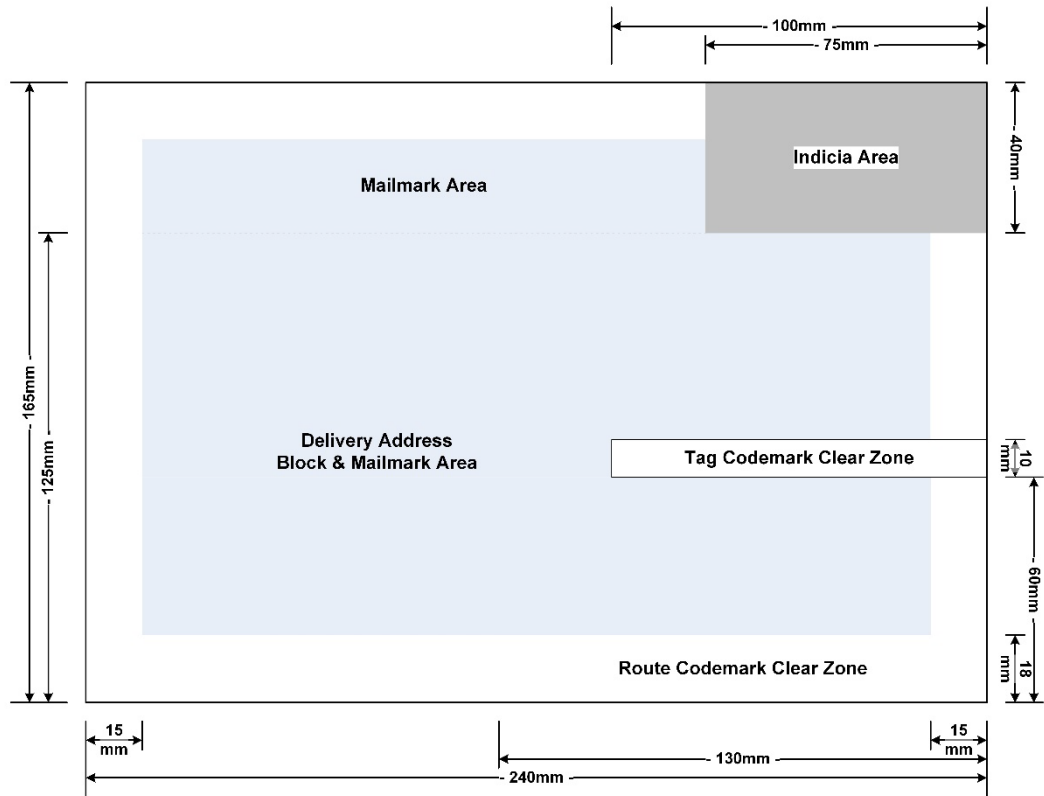 - 100mm -
- 75mm -
Indicia Area
- 40mm -
Mailmark Area
- 165mm -
- 125mm -
Delivery Address
Block & Mailmark Area
Tag Codemark Clear Zone
10
mm
- 60mm -
Route Codemark Clear Zone
18
mm
15
mm
15
mm
- 130mm -
- 240mm -